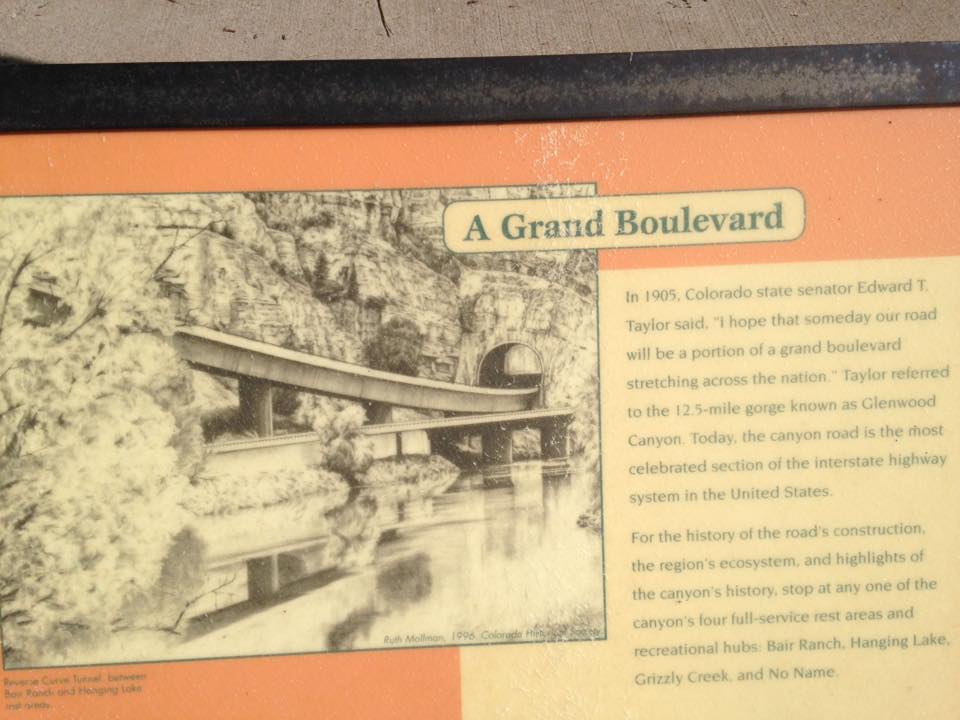 A Grand Boulevard
In 1905, Colorado state senator Edward T.
Taylor said, "I hope that someday our road
will be a portion of a grand boulevard
stretching across the nation." Taylor referred
to the 12.5-mile gorge known as Glenwood
Canyon. Today, the canyon road is the most
celebrated section of the interstate highway
system in the United States.
For the history of the road's construction,
the region's ecosystem, and highlights of
the canyon's history, stop at any one of the
canyon's four full-service rest areas and
recreational hubs: Bair Ranch, Hanging Lake,
Grizzly Creek, and No Name.
Ruth Mollman, 1996. Colorado Historical Society
Reverse Curve Tunnel, between
Bair Ranch and Hanging Lake
rest areas.